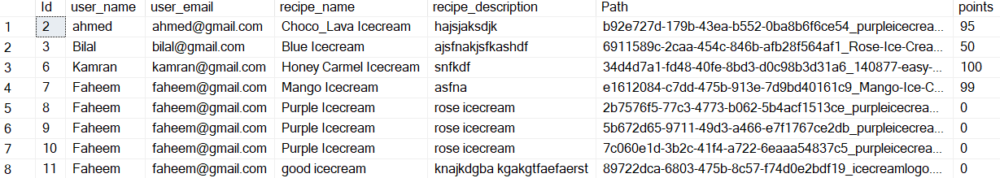 Id user_name user_email recipe_name recipe_description Path points
1 2 ahmed ahmed@gmail.com Choco_Lava Icecream hajsjaksdjk b92e727d-179b-43ea-b552-0ba8b6f6ce54_purpleicecrea... 95
2 3 Bilal bilal@gmail.com Blue Icecream ajsfnakjsfkashdf 6911589c-2caa-454c-846b-afb28f564af1_Rose-Ice-Crea... 50
3 6 Kamran kamran@gmail.com Honey Carmel Icecream snfkdf 34d4d7a1-fd48-40fe-8bd3-d0c98b3d31a6_140877-easy-... 100
4 7 Faheem faheem@gmail.com Mango Icecream asfna e1612084-c7dd-475b-913e-7d9bd40161c9_Mango-Ice-C... 99
5 8 Faheem faheem@gmail.com Purple Icecream rose icecream 2b7576f5-77c3-4773-b062-5b4acf1513ce_purpleicecrea... 0
6 9 Faheem faheem@gmail.com Purple Icecream rose icecream 5b672d65-9711-49d3-a466-e7f1767ce2db_purpleicecrea... 0
7 10 Faheem faheem@gmail.com Purple Icecream rose icecream 7c060e1d-3b2c-41f4-a722-6eaaa54837c5_purpleicecrea... 0
8 11 Faheem faheem@gmail.com good icecream knajkdgba kgakgtfaefaerst 89722dca-6803-475b-8c57-f74d0e2bdf19_icecreamlogo.... 0